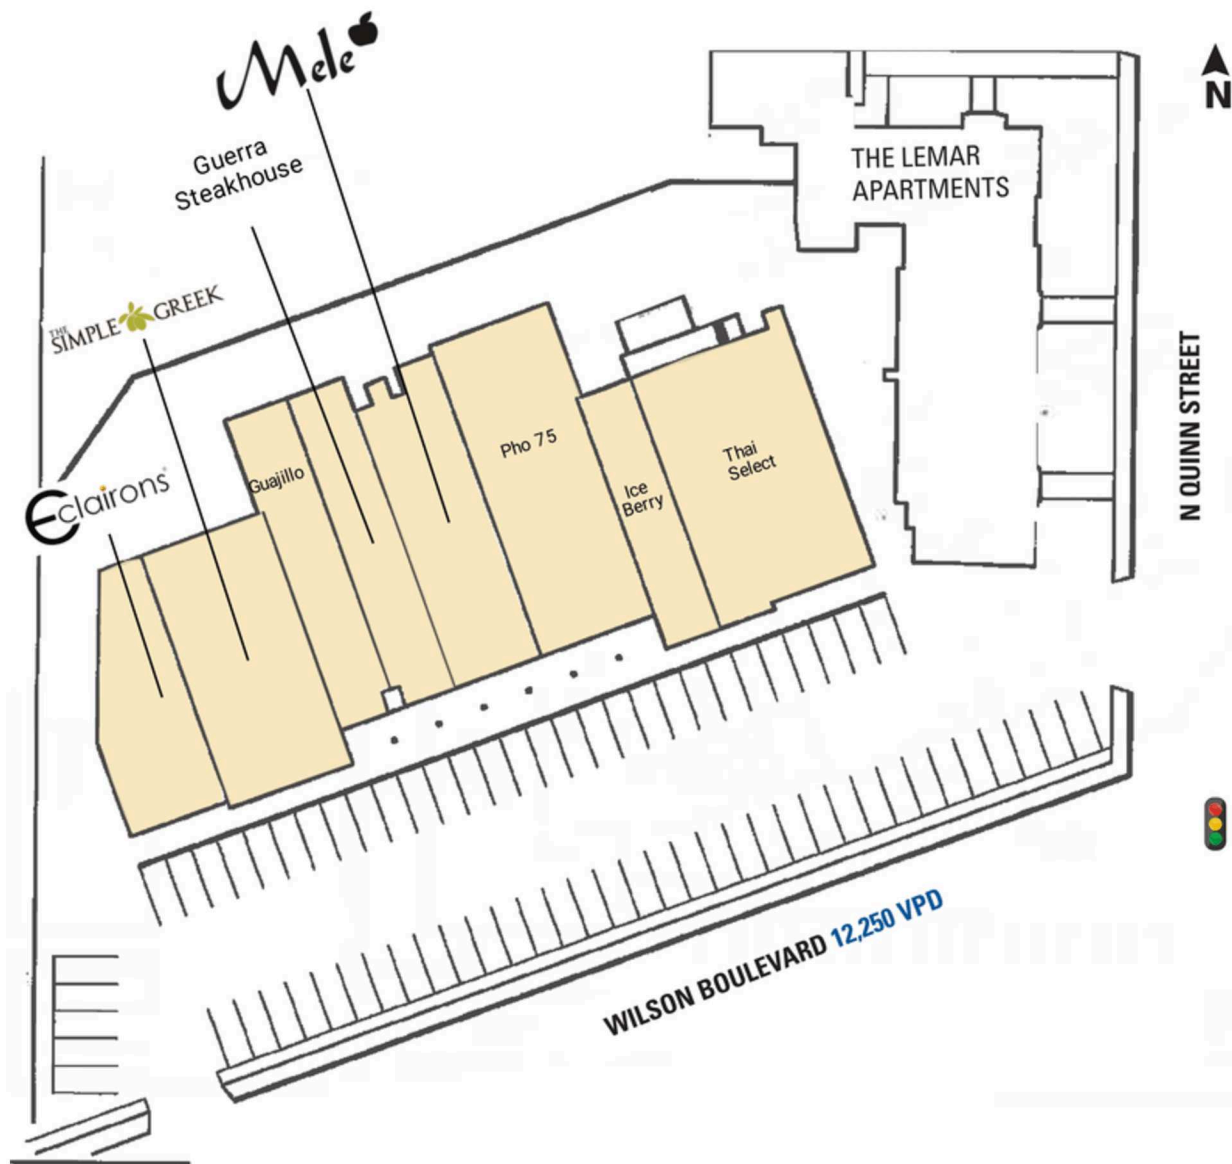 Mele
N
Guerra
Steakhouse
THE LEMAR
APARTMENTS
THE
SIMPLE GREEK
N QUINN STREET
Eclairons
Guajillo
Pho 75
Ice
Berry
Thai
Select
WILSON BOULEVARD 12,250 VPD